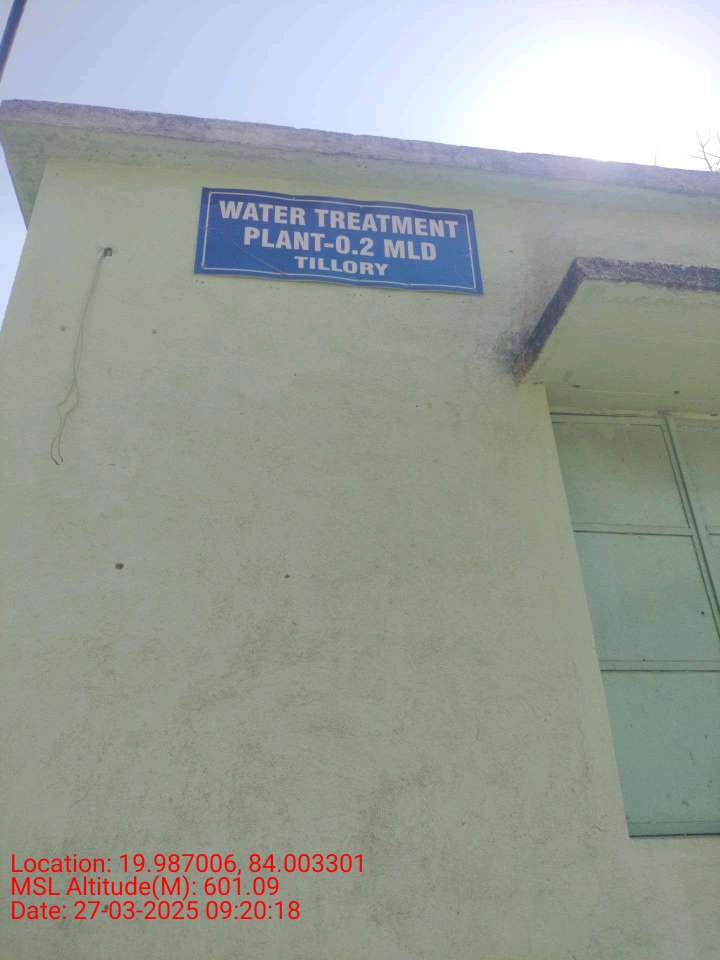 WATER TREATMENT
PLANT-0.2 MLD
TILLORY
Location: 19.987006, 84.003301
MSL Altitude(M): 601.09
Date: 27-03-2025 09:20:18